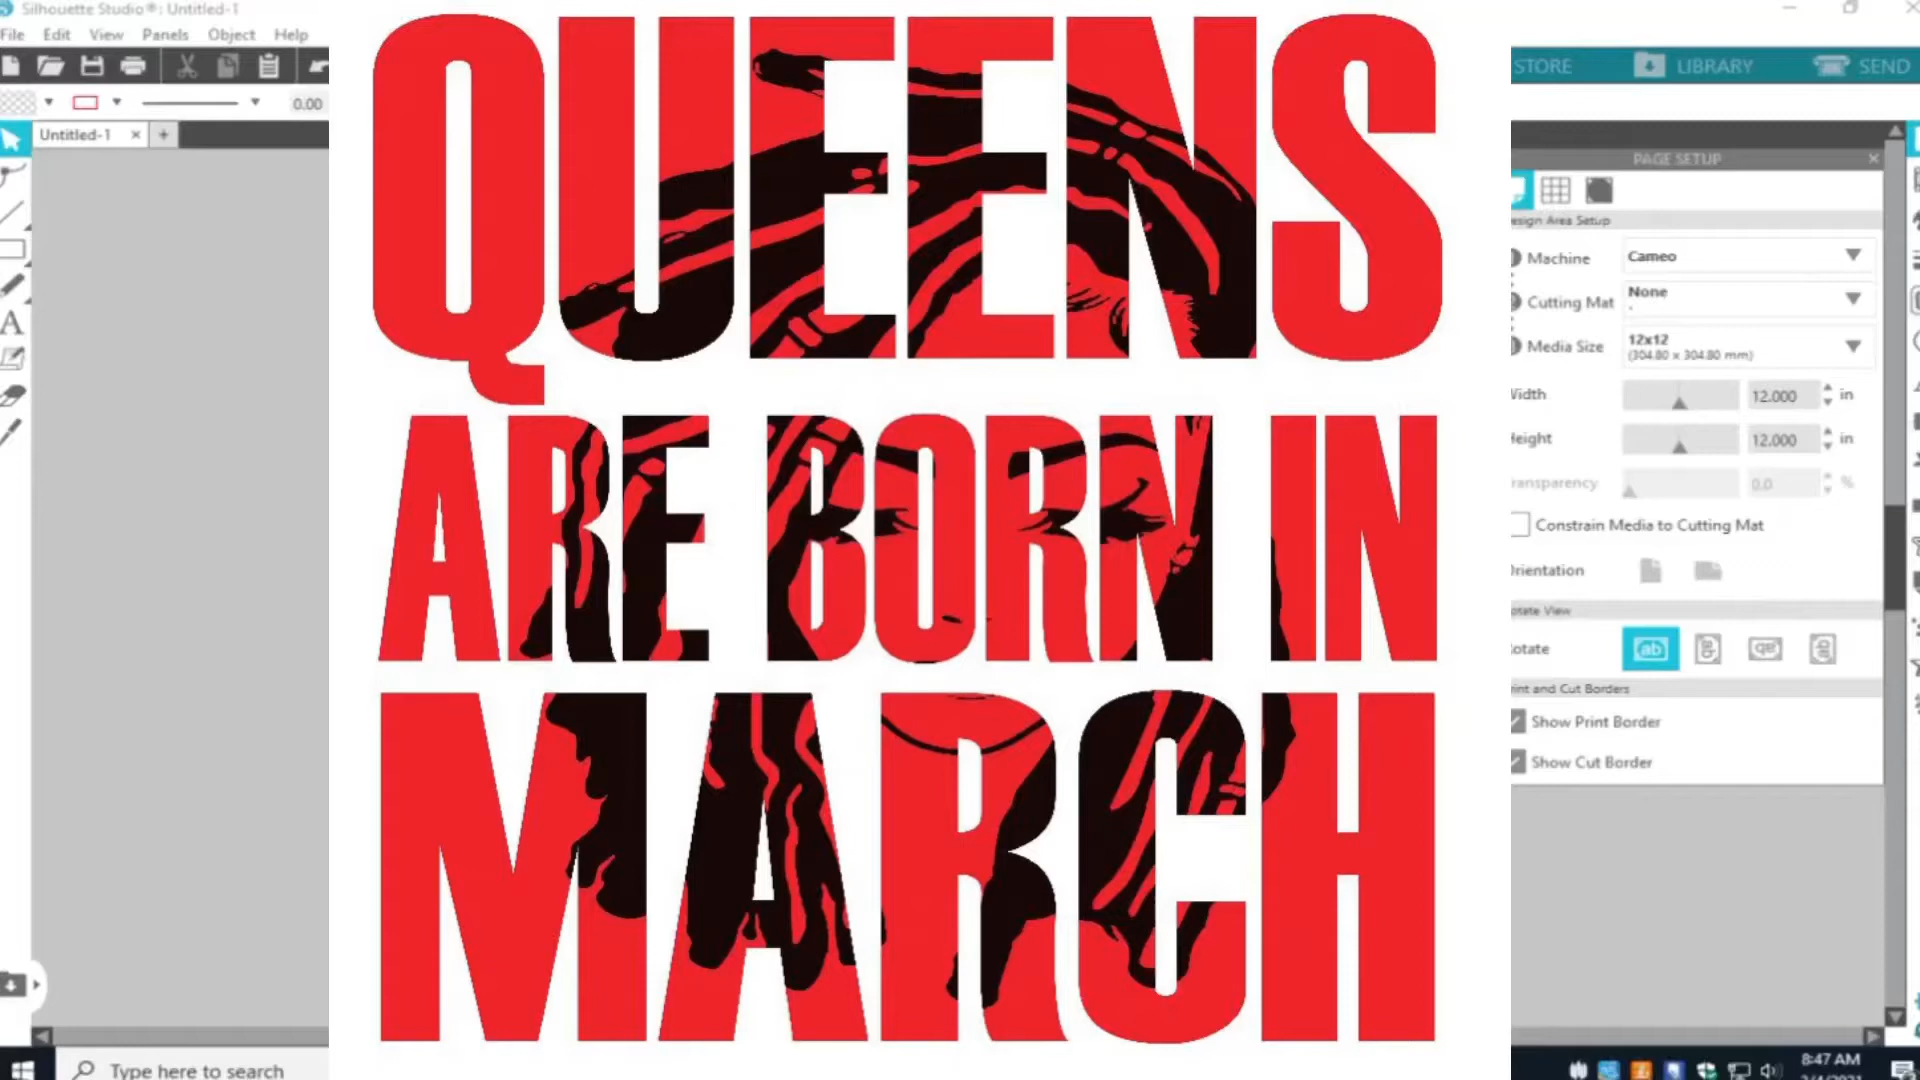 Silhouette Studio®: Untitled-1
File Edit View Panels Object Help
0.00
Untitled-1
QUEENS
ARE BORN IN
MARCH
STORE LIBRARY SEND
PAGE SETUP
Design Area Setup
Machine Cameo
Cutting Mat None
Media Size 12x12
(304.80 x 304.80 mm)
Width 12.000 in
Height 12.000 in
Transparency 0.0 %
Constrain Media to Cutting Mat
Orientation
Rotate View
Rotate ab
Print and Cut Borders
Show Print Border
Show Cut Border
Type here to search
8:47 AM